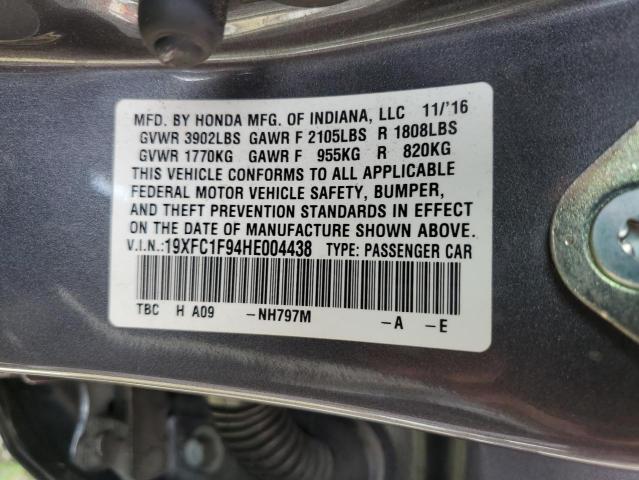 MFD. BY HONDA MFG. OF INDIANA, LLC 11/'16
GVWR 3902LBS GAWR F 2105LBS R 1808LBS
GVWR 1770KG GAWR F 955KG R 820KG
THIS VEHICLE CONFORMS TO ALL APPLICABLE
FEDERAL MOTOR VEHICLE SAFETY, BUMPER,
AND THEFT PREVENTION STANDARDS IN EFFECT
ON THE DATE OF MANUFACTURE SHOWN ABOVE.
V.I.N.:19XFC1F94HE004438 TYPE: PASSENGER CAR
TBC H A09 -NH797M -A -E